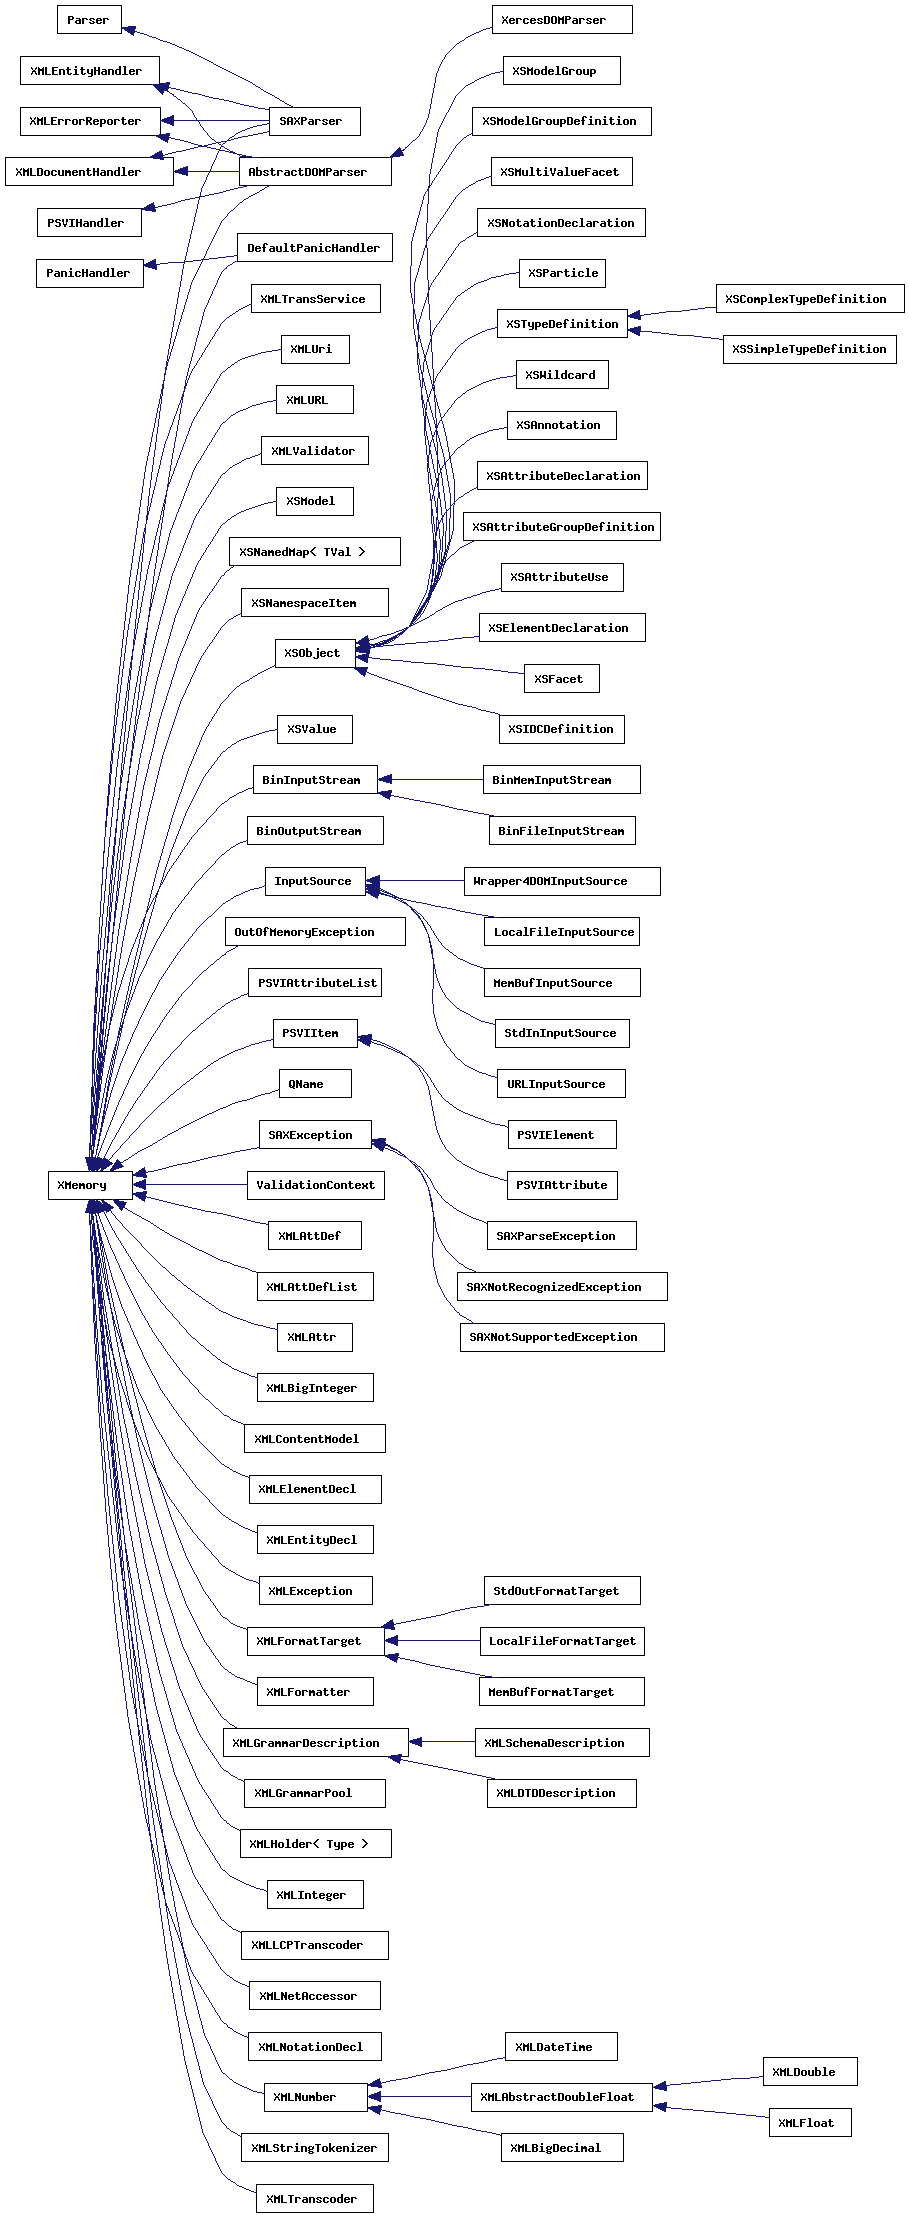 Parser
XercesDOMParser
XMLEntityHandler
XSModelGroup
XMLErrorReporter
SAXParser
XSModelGroupDefinition
XMLDocumentHandler
AbstractDOMParser
XSMultiValueFacet
PSVIHandler
XSNotationDeclaration
DefaultPanicHandler
PanicHandler
XSParticle
XMLTransService
XSComplexTypeDefinition
XSTypeDefinition
XMLUri
XSSimpleTypeDefinition
XSWildcard
XMLURL
XSAnnotation
XMLValidator
XSAttributeDeclaration
XSModel
XSAttributeGroupDefinition
XSNamedMap< TVal >
XSAttributeUse
XSNamespaceItem
XSElementDeclaration
XSObject
XSFacet
XSValue
XSIDCDefinition
BinInputStream
BinMemInputStream
BinOutputStream
BinFileInputStream
InputSource
Wrapper4DOMInputSource
OutOfMemoryException
LocalFileInputSource
PSVIAttributeList
MemBufInputSource
PSVIItem
StdInInputSource
QName
URLInputSource
SAXException
PSVIElement
XMemory
ValidationContext
PSVIAttribute
XMLAttDef
SAXParseException
XMLAttDefList
SAXNotRecognizedException
XMLAttr
SAXNotSupportedException
XMLBigInteger
XMLContentModel
XMLElementDecl
XMLEntityDecl
XMLException
StdOutFormatTarget
XMLFormatTarget
LocalFileFormatTarget
XMLFormatter
MemBufFormatTarget
XMLGrammarDescription
XMLSchemaDescription
XMLGrammarPool
XMLDTDDescription
XMLHolder< Type >
XMLInteger
XMLLCPTranscoder
XMLNetAccessor
XMLNotationDecl
XMLDateTime
XMLDouble
XMLNumber
XMLAbstractDoubleFloat
XMLFloat
XMLStringTokenizer
XMLBigDecimal
XMLTranscoder